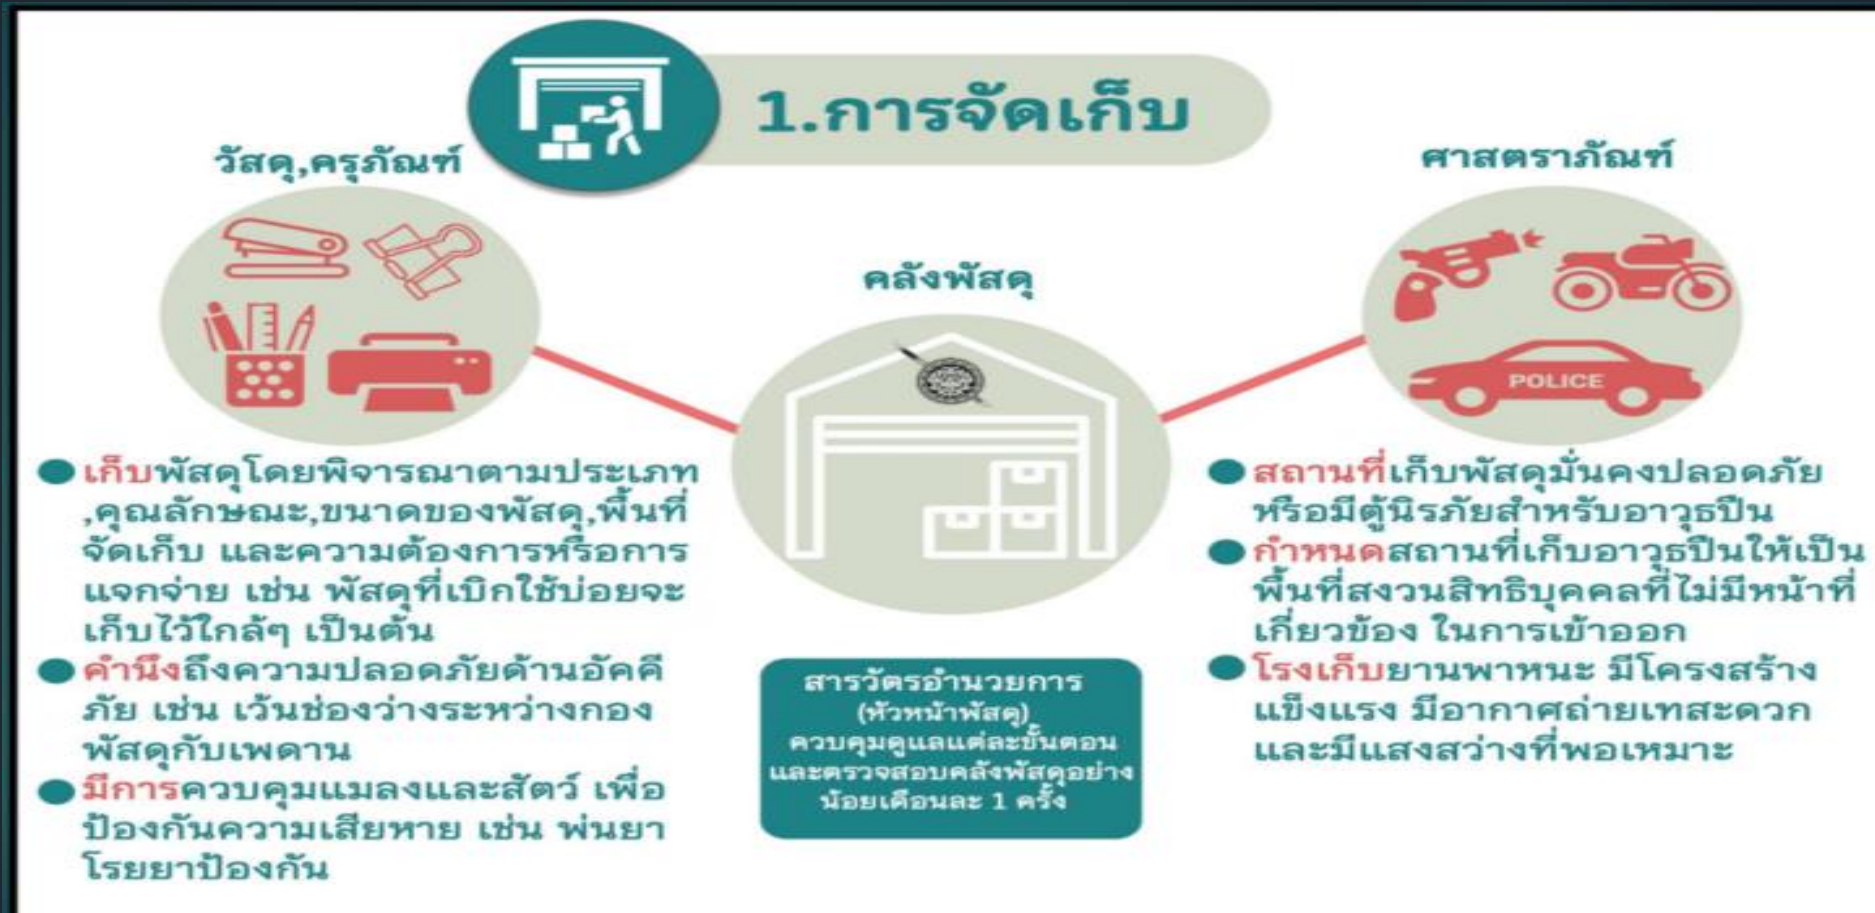 1.การจัดเก็บ
วัสดุ,ครุภัณฑ์
เก็บพัสดุโดยพิจารณาตามประเภท
,คุณลักษณะ,ขนาดของพัสดุ,พื้นที่
จัดเก็บ และความต้องการหรือการ
แจกจ่าย เช่น พัสดุที่เบิกใช้บ่อยจะ
เก็บไว้ใกล้ๆ เป็นต้น
คำนึงถึงความปลอดภัยด้านอัคคี
ภัย เช่น เว้นช่องว่างระหว่างกอง
พัสดุกับเพดาน
มีการควบคุมแมลงและสัตว์ เพื่อ
ป้องกันความเสียหาย เช่น พ่นยา
โรยยาป้องกัน
คลังพัสดุ
สารวัตรอำนวยการ
(หัวหน้าพัสดุ)
ควบคุมดูแลแต่ละขั้นตอน
และตรวจสอบคลังพัสดุอย่าง
น้อยเดือนละ 1 ครั้ง
ศาสตราภัณฑ์
POLICE
สถานที่เก็บพัสดุมั่นคงปลอดภัย
หรือมีตู้นิรภัยสำหรับอาวุธปืน
กำหนดสถานที่เก็บอาวุธปืนให้เป็น
พื้นที่สงวนสิทธิบุคคลที่ไม่มีหน้าที่
เกี่ยวข้อง ในการเข้าออก
โรงเก็บยานพาหนะ มีโครงสร้าง
แข็งแรง มีอากาศถ่ายเทสะดวก
และมีแสงสว่างที่พอเหมาะ